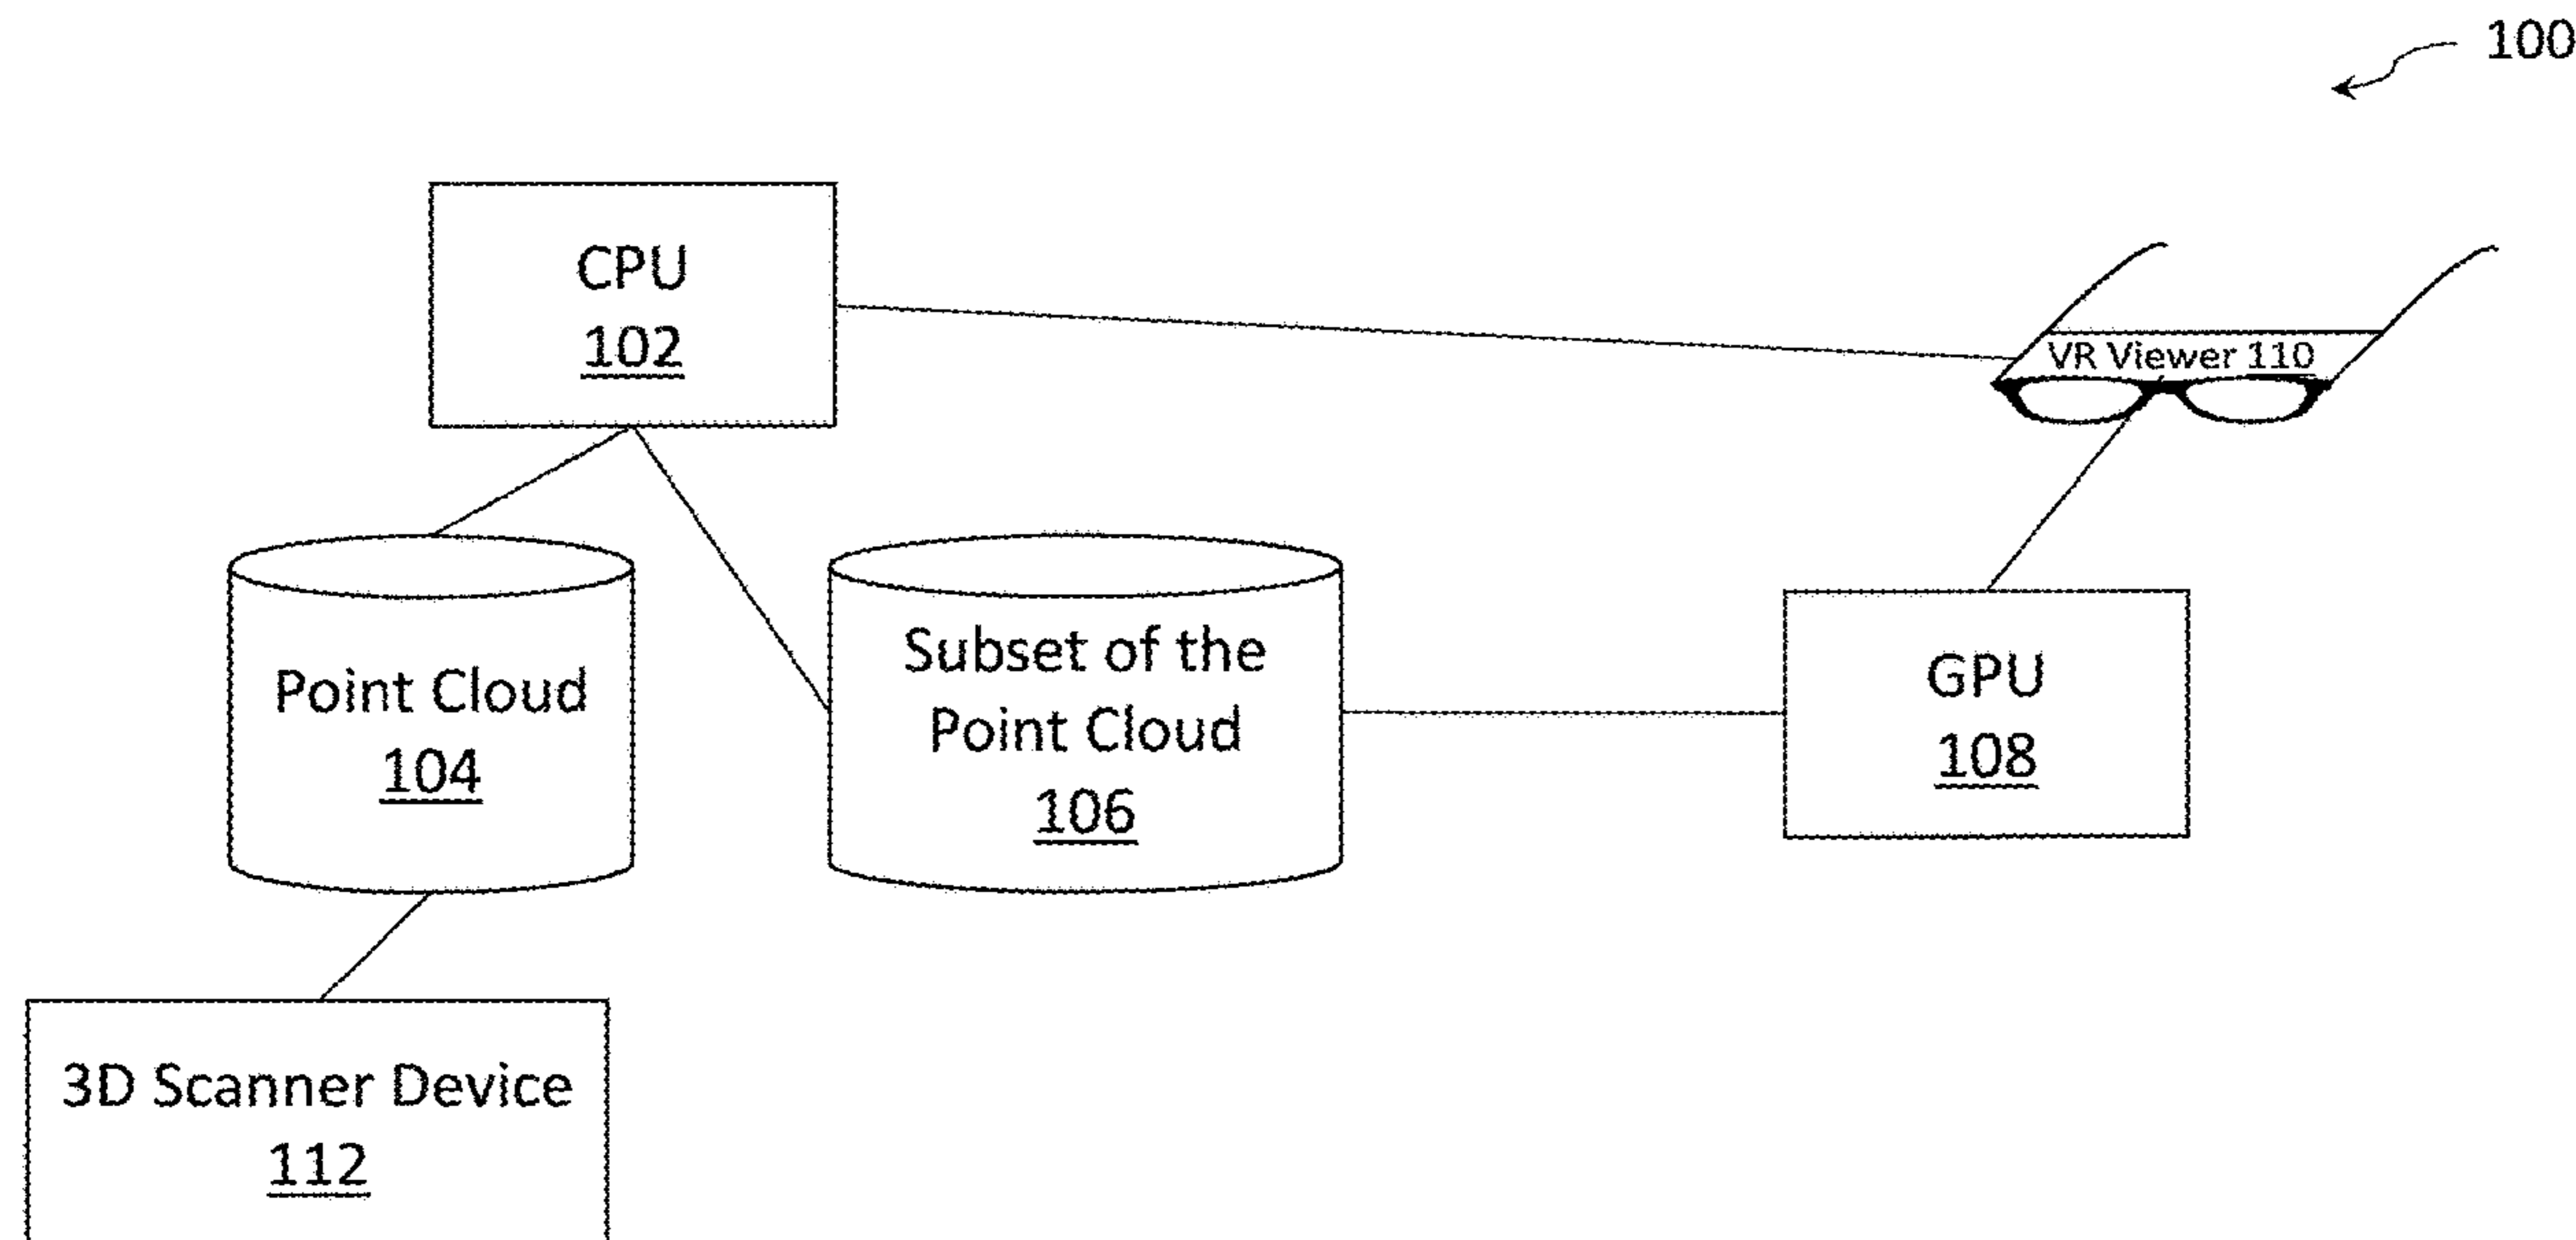 100
CPU
102
VR Viewer 110
Point Cloud
104
Subset of the
Point Cloud
106
GPU
108
3D Scanner Device
112